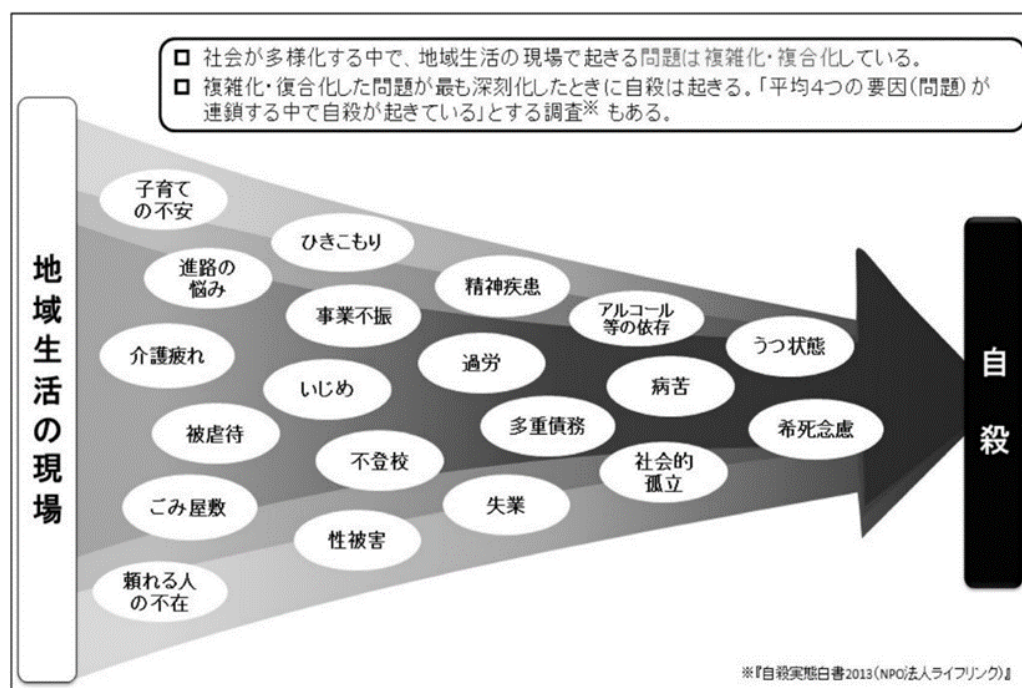 □ 社会が多様化する中で、地域生活の現場で起きる問題は複雑化・複合化している。
□ 複雑化・復合化した問題が最も深刻化したときに自殺は起きる。「平均4つの要因(問題)が
連鎖する中で自殺が起きている」とする調査※ もある。
地域生活の現場
子育て
の不安
進路の
悩み
介護疲れ
被虐待
ごみ屋敷
頼れる人
の不在
ひきこもり
事業不振
いじめ
不登校
性被害
精神疾患
過労
多重債務
失業
アルコール
等の依存
病苦
社会的
孤立
うつ状態
希死念慮
自殺
※『自殺実態白書2013(NPO法人ライフリンク)』